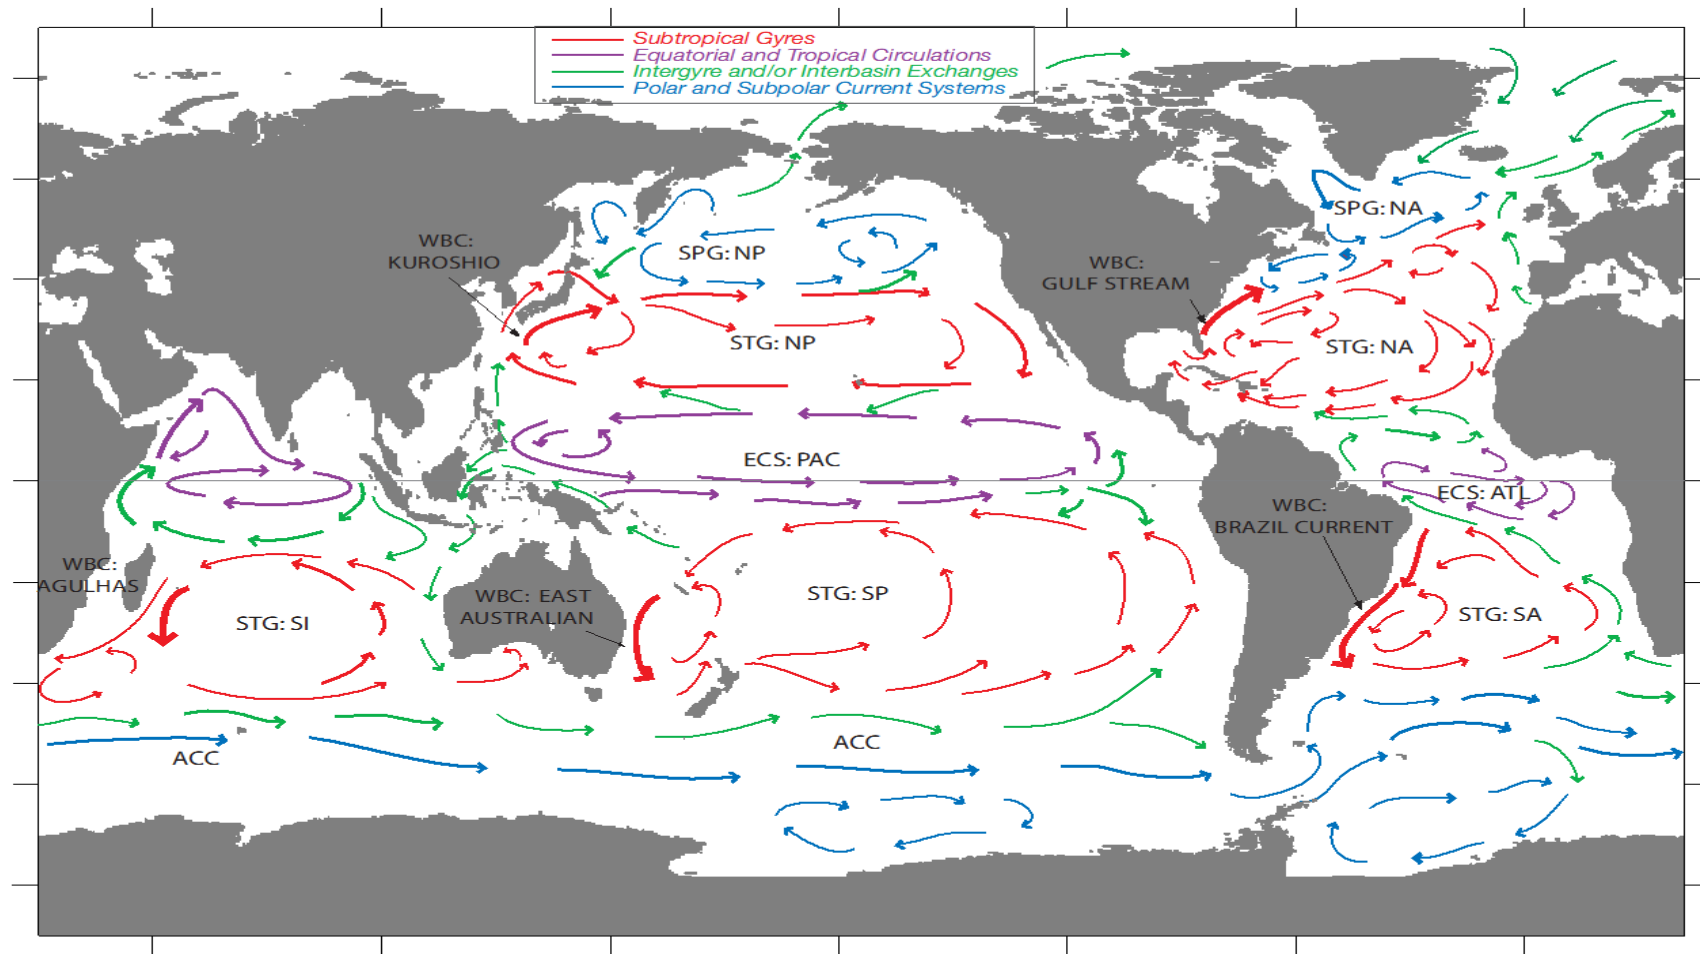 Subtropical Gyres
Equatorial and Tropical Circulations
Intergyre and/or Interbasin Exchanges
Polar and Subpolar Current Systems
SPG: NA
WBC:
KUROSHIO
SPG: NP
WBC:
GULF STREAM
STG: NP
STG: NA
ECS: PAC
ECS: ATL
WBC:
BRAZIL CURRENT
WBC:
AGULHAS
WBC: EAST
AUSTRALIAN
STG: SP
STG: SA
STG: SI
ACC
ACC